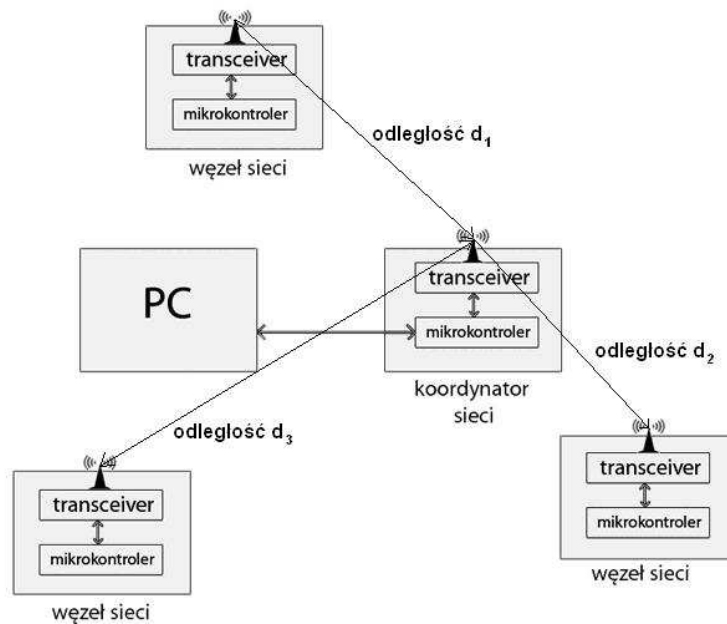 transceiver
mikrokontroler
węzeł sieci
odległość d₁
PC
transceiver
mikrokontroler
koordynator
sieci
odległość d₂
odległość d₃
transceiver
mikrokontroler
węzeł sieci
transceiver
mikrokontroler
węzeł sieci